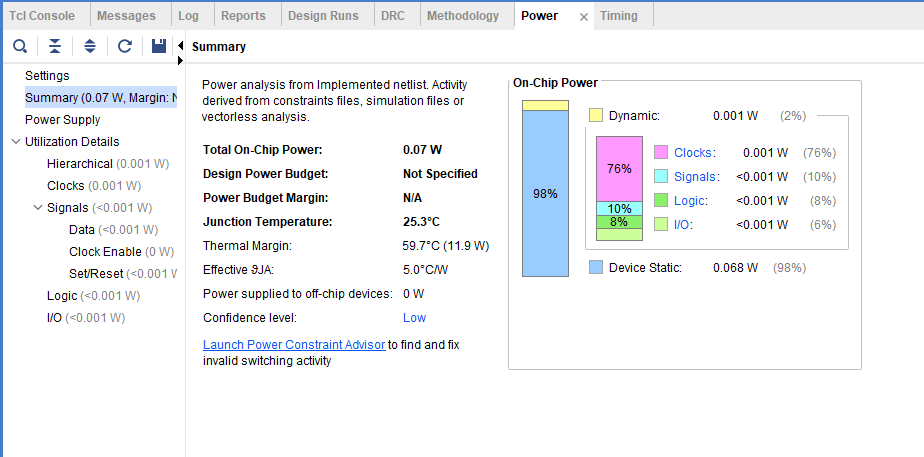 Tcl Console Messages Log Reports Design Runs DRC Methodology Power × Timing
Summary
Settings
Summary (0.07 W, Margin:
Power Supply
Utilization Details
Hierarchical (0.001 W)
Clocks (0.001 W)
Signals (<0.001 W)
Data (<0.001 W)
Clock Enable (0 W)
Set/Reset (<0.001
Logic (<0.001 W)
I/O (<0.001 W)
Power analysis from Implemented netlist. Activity
derived from constraints files, simulation files or
vectorless analysis.
Total On-Chip Power: 0.07 W
Design Power Budget: Not Specified
Power Budget Margin: N/A
Junction Temperature: 25.3°C
Thermal Margin: 59.7°C (11.9 W)
Effective ϑJA: 5.0°C/W
Power supplied to off-chip devices: 0 W
Confidence level: Low
Launch Power Constraint Advisor to find and fix
invalid switching activity
On-Chip Power
98%
Dynamic: 0.001 W (2%)
76%
10%
8%
Clocks: 0.001 W (76%)
Signals: <0.001 W (10%)
Logic: <0.001 W (8%)
I/O: <0.001 W (6%)
Device Static: 0.068 W (98%)